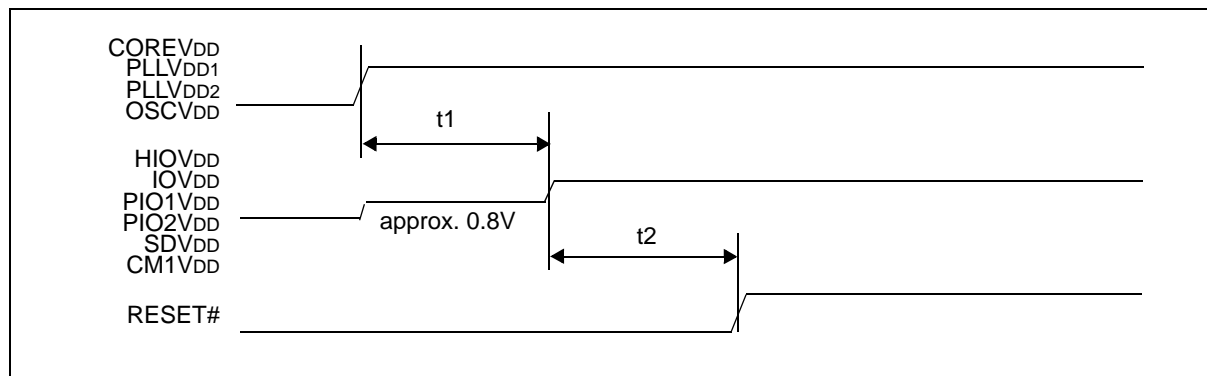 COREVDD
PLLVDD1
PLLVDD2
OSCVDD
t1
HIOVDD
IOVDD
PIO1VDD
PIO2VDD
SDVDD
CM1VDD
approx. 0.8V
t2
RESET#